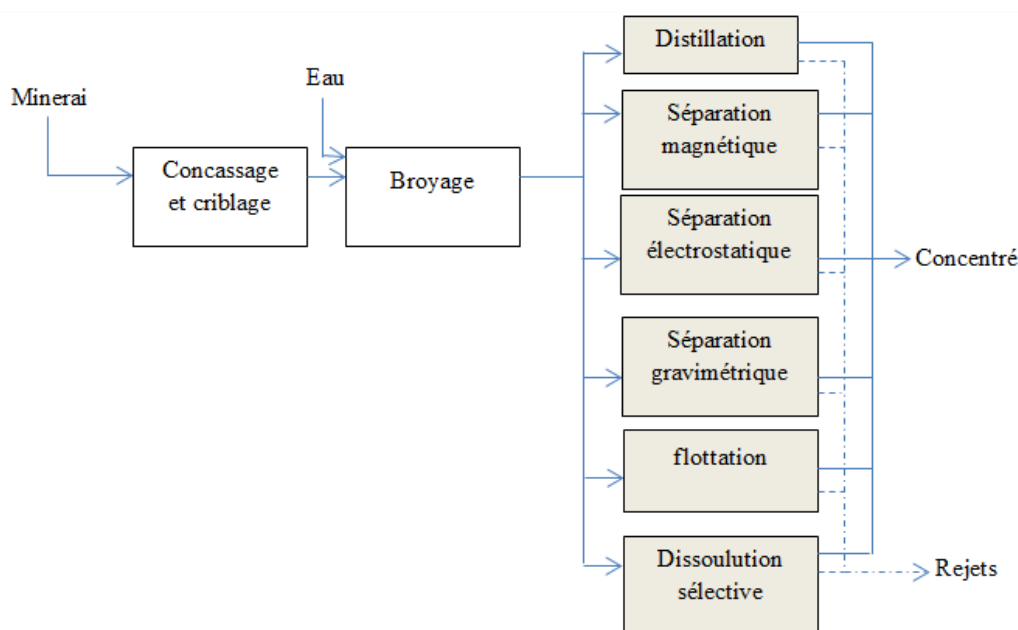 Minerai
Eau
Concassage
et criblage
Broyage
Distillation
Séparation
magnétique
Séparation
électrostatique
Séparation
gravimétrique
flottation
Dissoulution
sélective
Concentré
Rejets